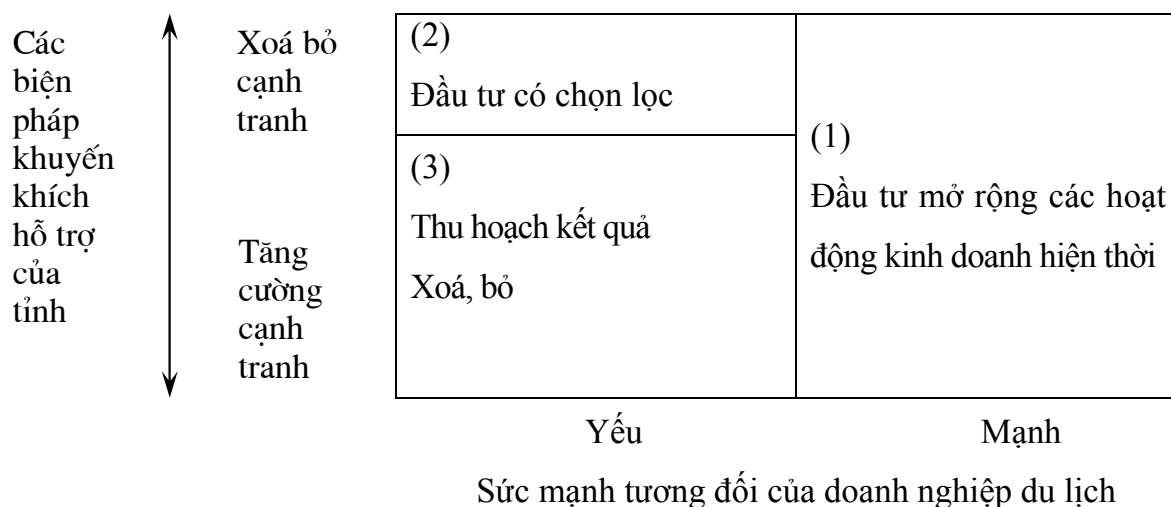 Các
biện
pháp
khuyến
khích
hỗ trợ
của
tỉnh
Xoá bỏ
cạnh
tranh
Tăng
cường
cạnh
tranh
(2)
Đầu tư có chọn lọc
(3)
Thu hoạch kết quả
Xoá, bỏ
(1)
Đầu tư mở rộng các hoạt
động kinh doanh hiện thời
Yếu
Mạnh
Sức mạnh tương đối của doanh nghiệp du lịch